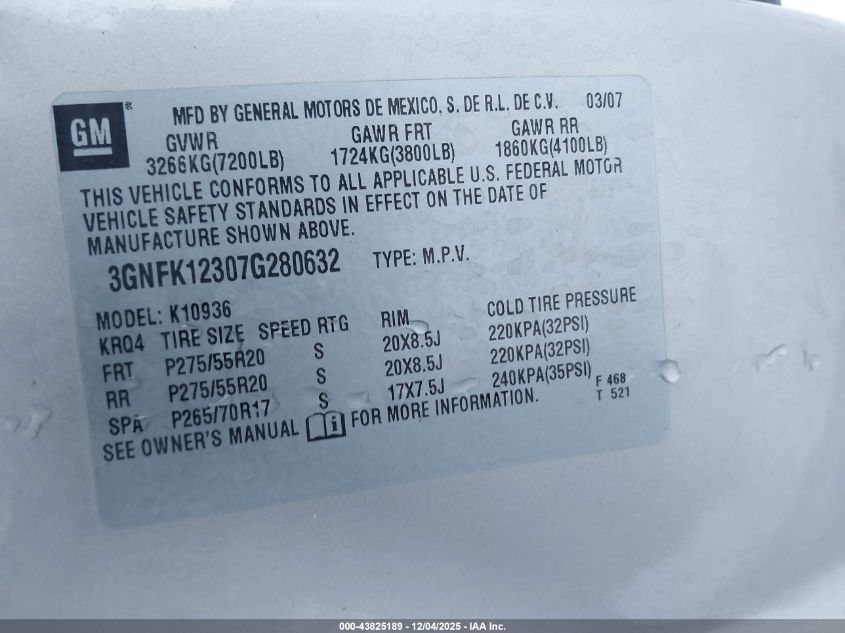 GM ®
MFD BY GENERAL MOTORS DE MEXICO, S. DE R.L. DE C.V. 03/07
GVWR GAWR FRT GAWR RR
3266KG(7200LB) 1724KG(3800LB) 1860KG(4100LB)
THIS VEHICLE CONFORMS TO ALL APPLICABLE U.S. FEDERAL MOTOR
VEHICLE SAFETY STANDARDS IN EFFECT ON THE DATE OF
MANUFACTURE SHOWN ABOVE.
3GNFK12307G280632 TYPE: M.P.V.
MODEL: K10936
KRQ4 TIRE SIZE SPEED RTG RIM COLD TIRE PRESSURE
FRT P275/55R20 S 20X8.5J 220KPA(32PSI)
RR P275/55R20 S 20X8.5J 220KPA(32PSI)
SPA P265/70R17 S 17X7.5J 240KPA(35PSI)
SEE OWNER'S MANUAL i FOR MORE INFORMATION.
F 468
T 521
000-43825189 - 12/04/2025 - IAA Inc.